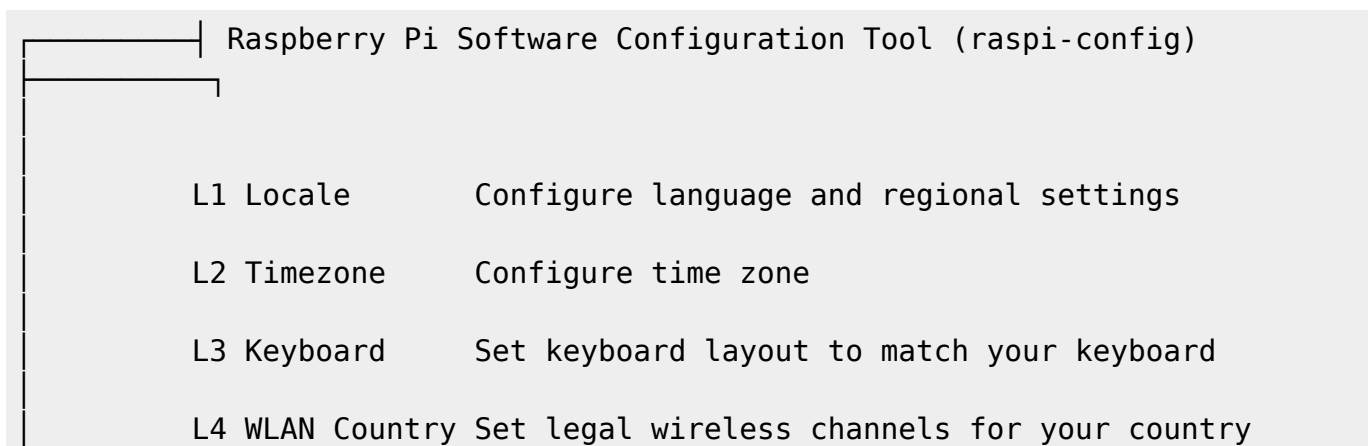 Raspberry Pi Software Configuration Tool (raspi-config)
L1 Locale Configure language and regional settings
L2 Timezone Configure time zone
L3 Keyboard Set keyboard layout to match your keyboard
L4 WLAN Country Set legal wireless channels for your country